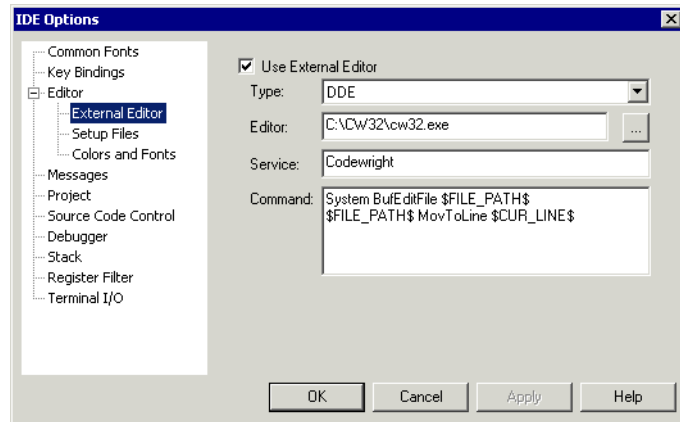 IDE Options
Common Fonts
Key Bindings
Editor
External Editor
Setup Files
Colors and Fonts
Messages
Project
Source Code Control
Debugger
Stack
Register Filter
Terminal I/O
Use External Editor
Type: DDE
Editor: C:\CW32\cw32.exe ...
Service: Codewright
Command: System BufEditFile $FILE_PATH$
$FILE_PATH$ MovToLine $CUR_LINE$
OK Cancel Apply Help